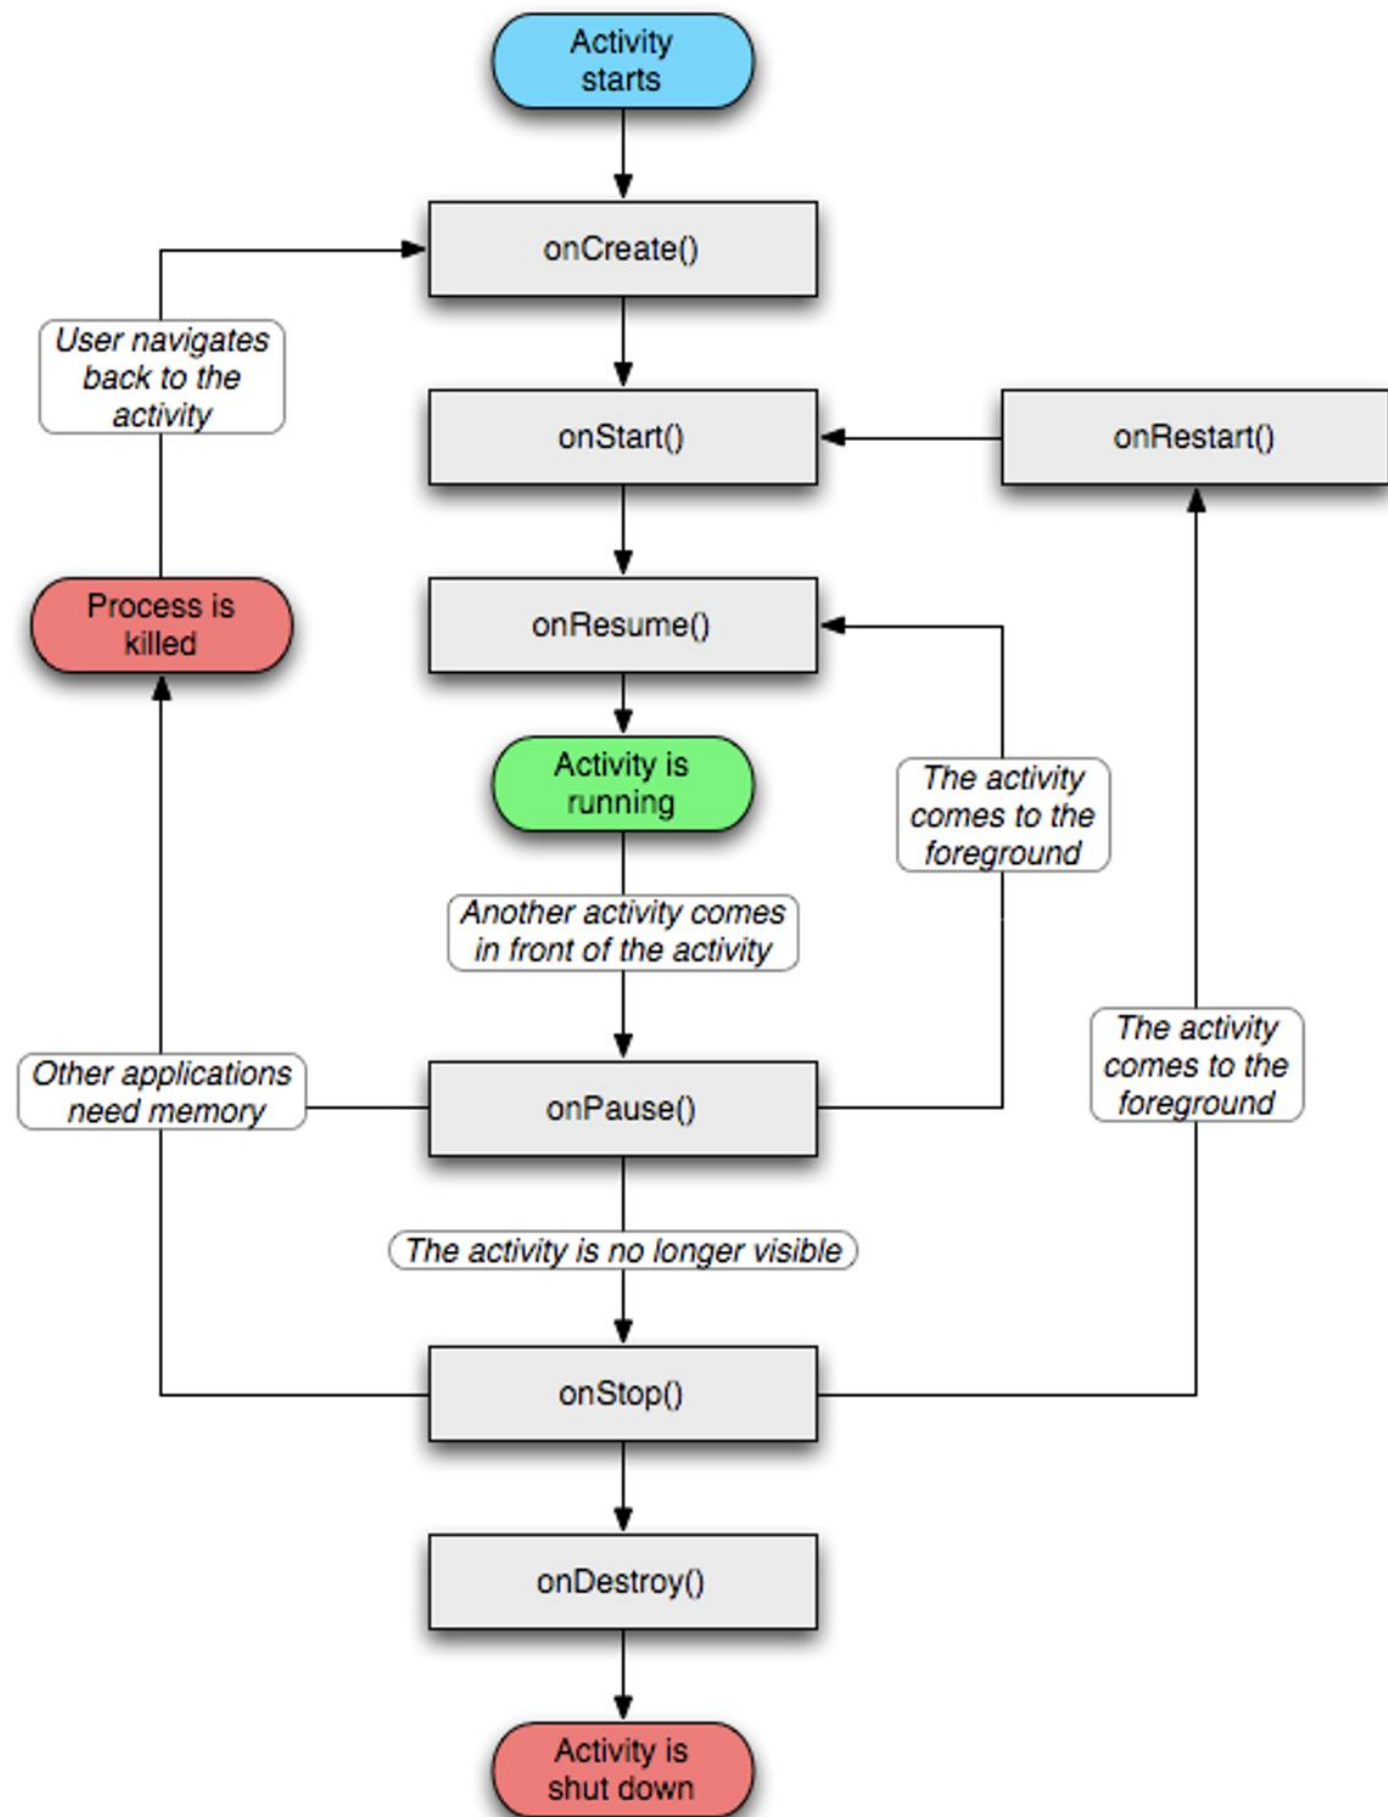 Activity
starts
onCreate()
User navigates
back to the
activity
onStart()
onRestart()
Process is
killed
onResume()
Activity is
running
The activity
comes to the
foreground
Another activity comes
in front of the activity
The activity
comes to the
foreground
Other applications
need memory
onPause()
The activity is no longer visible
onStop()
onDestroy()
Activity is
shut down